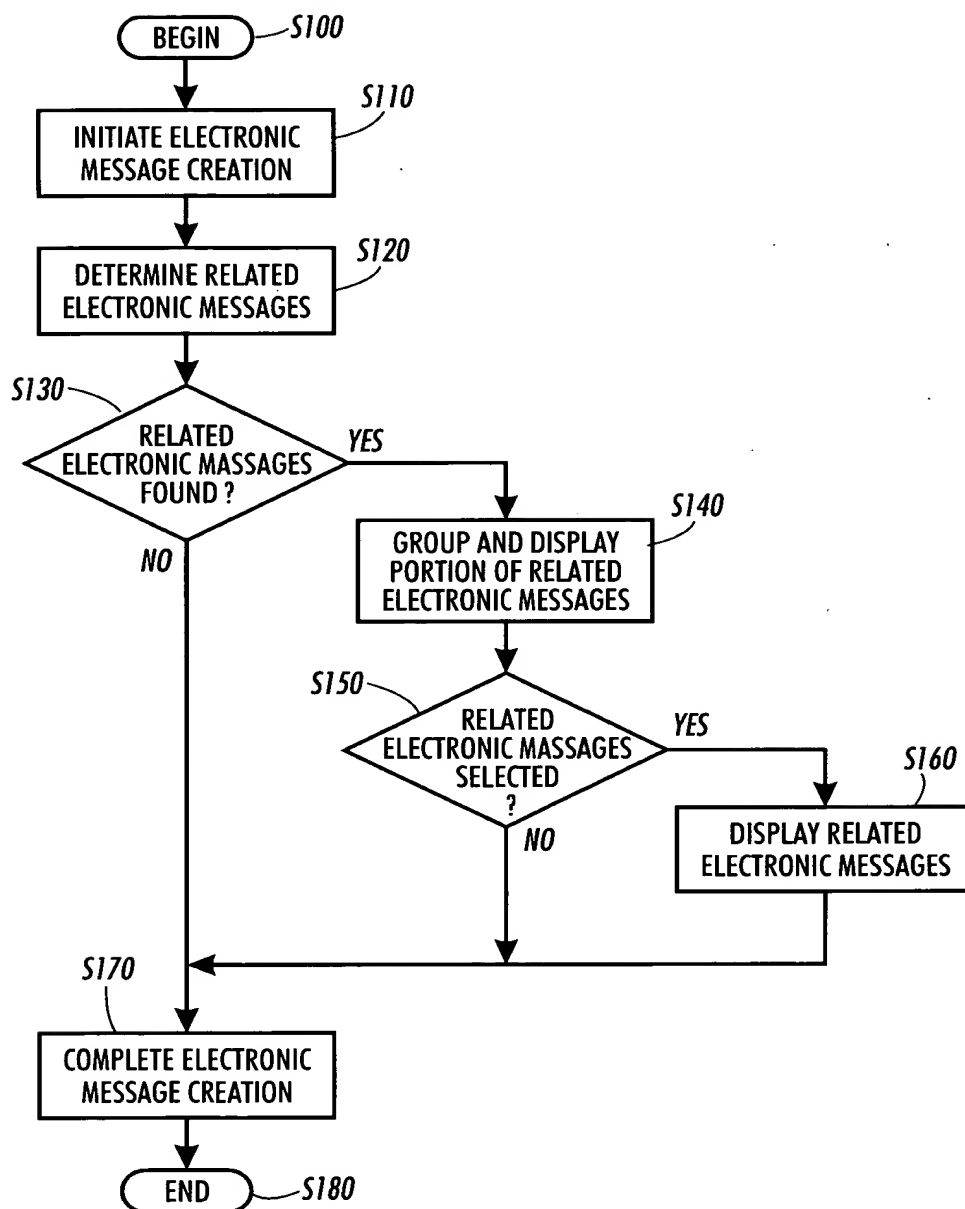 BEGIN
S100
S110
INITIATE ELECTRONIC
MESSAGE CREATION
S120
DETERMINE RELATED
ELECTRONIC MESSAGES
S130
RELATED
ELECTRONIC MASSAGES
FOUND ?
YES
NO
S140
GROUP AND DISPLAY
PORTION OF RELATED
ELECTRONIC MESSAGES
S150
RELATED
ELECTRONIC MASSAGES
SELECTED
?
YES
NO
S160
DISPLAY RELATED
ELECTRONIC MESSAGES
S170
COMPLETE ELECTRONIC
MESSAGE CREATION
END
S180